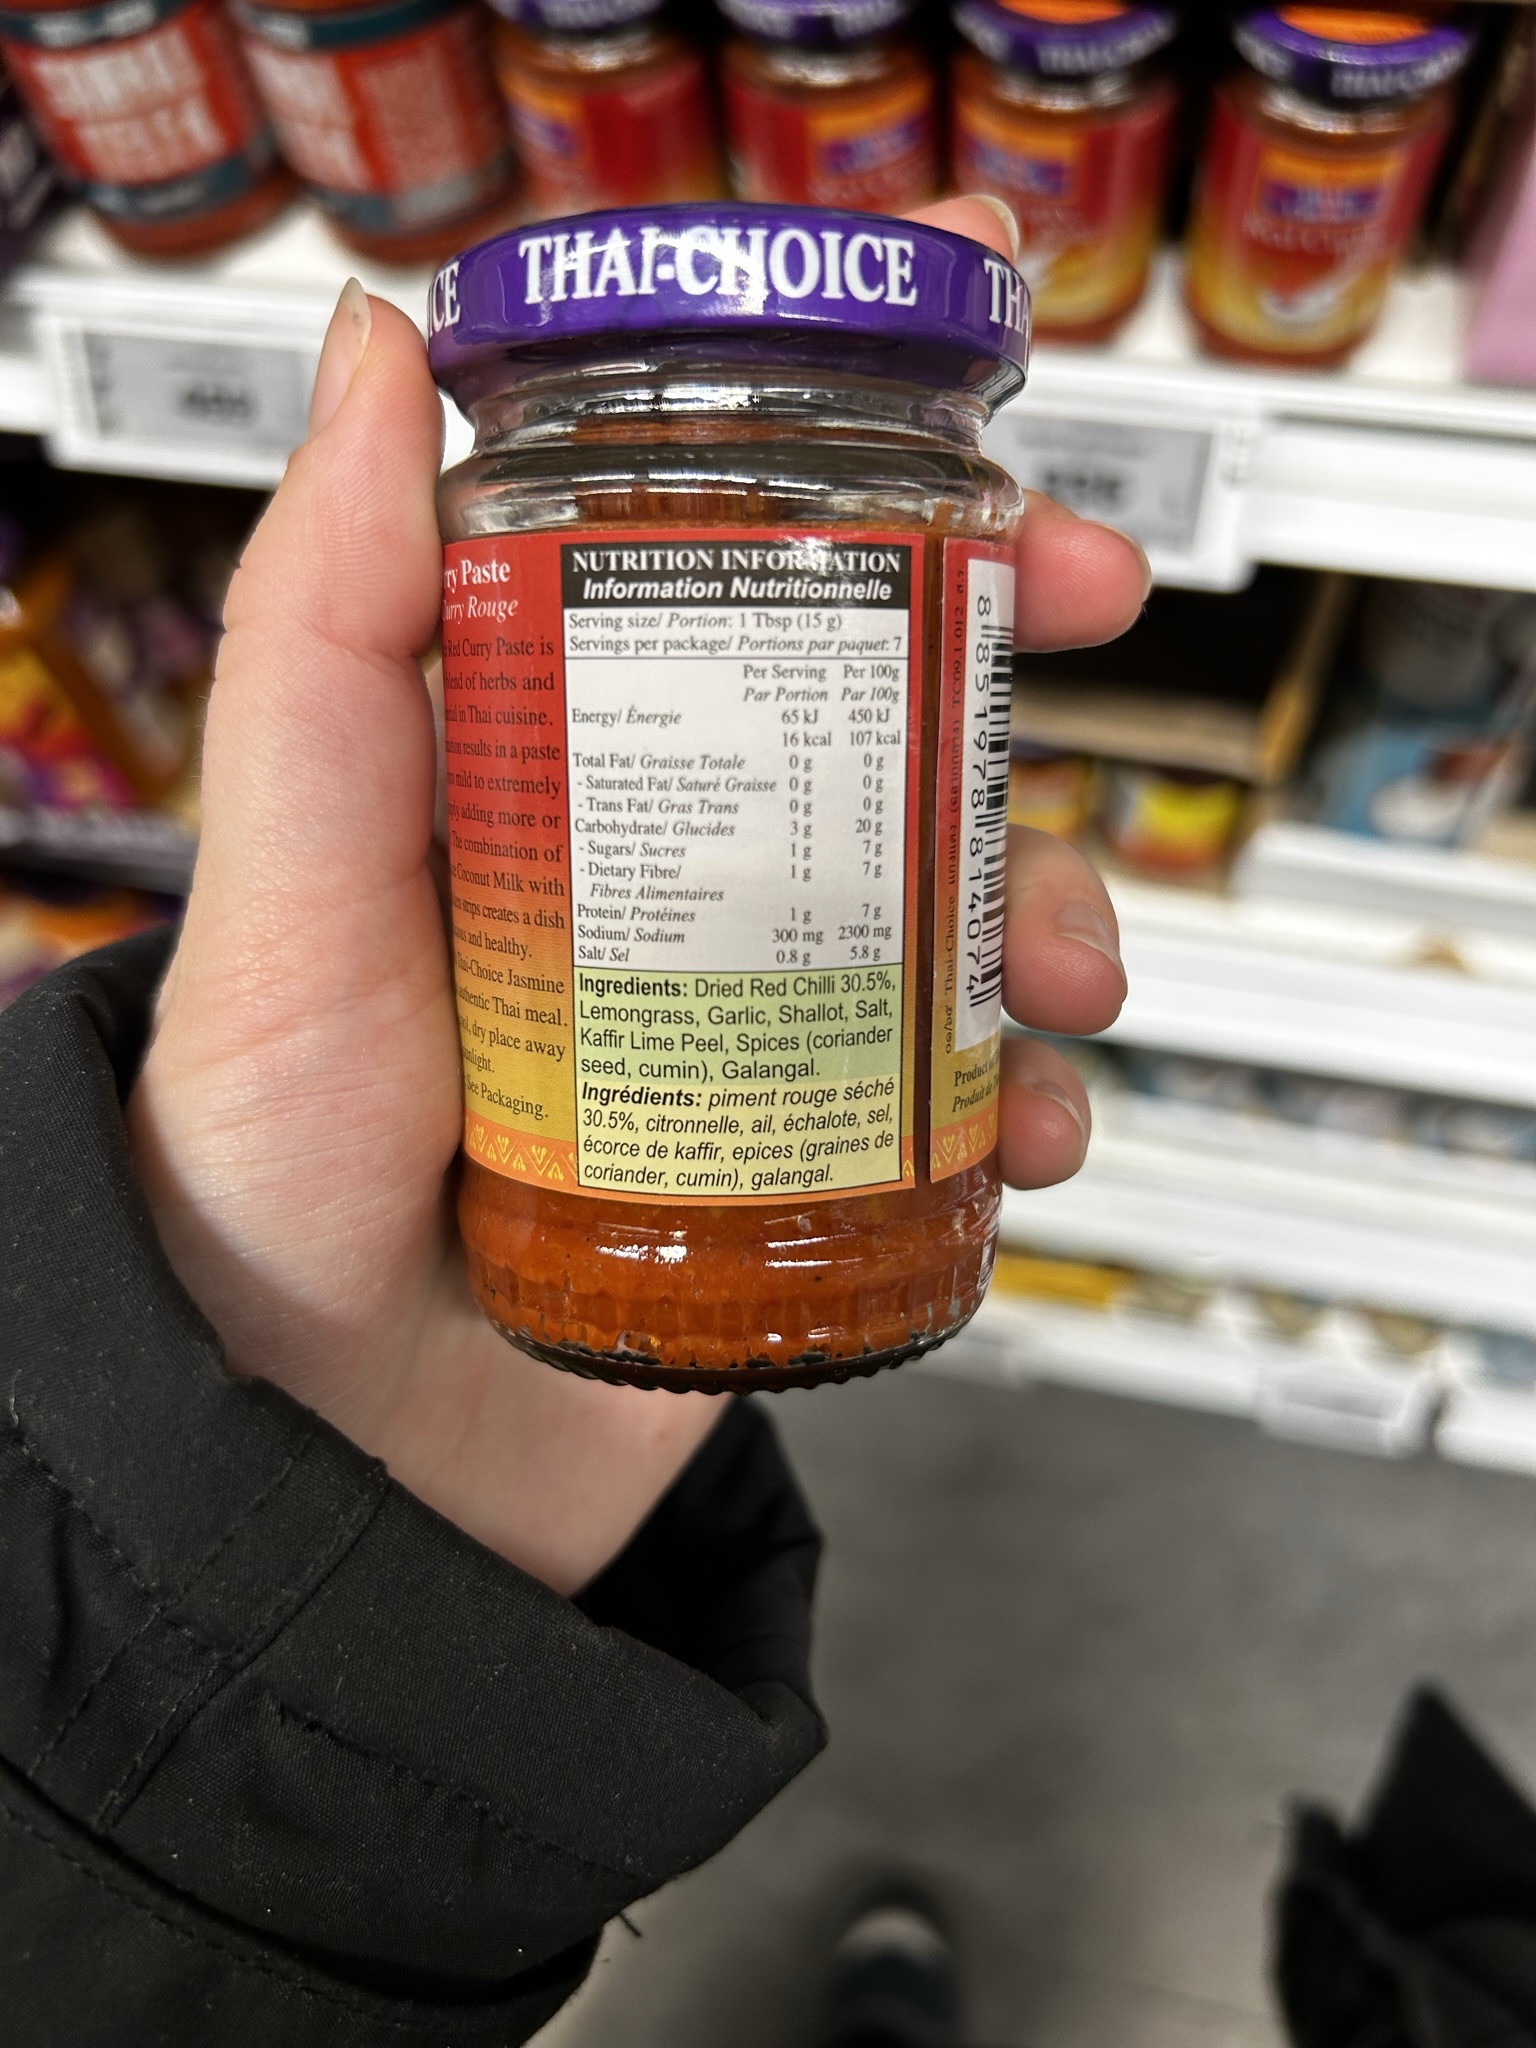 THAI-CHOICE
ry Paste
urry Rouge
Red Curry Paste is
lend of herbs and
in Thai cuisine.
results in a paste
mild to extremely
adding more or
The combination of
Coconut Milk with
strips creates a dish
and healthy.
Thai-Choice Jasmine
authentic Thai meal.
dry place away
See Packaging.
NUTRITION INFORMATION
Information Nutritionnelle
Serving size/ Portion: 1 Tbsp (15 g)
Servings per package/ Portions par paquet: 7
Per Serving Per 100g
Par Portion Par 100g
Energy/ Énergie 65 kJ 450 kJ
16 kcal 107 kcal
Total Fat/ Graisse Totale 0 g 0 g
- Saturated Fat/ Saturé Graisse 0 g 0 g
- Trans Fat/ Gras Trans 0 g 0 g
Carbohydrate/ Glucides 3 g 20 g
- Sugars/ Sucres 1 g 7 g
- Dietary Fibre/ 1 g 7 g
Fibres Alimentaires
Protein/ Protéines 1 g 7 g
Sodium/ Sodium 300 mg 2300 mg
Salt/ Sel 0.8 g 5.8 g
Ingredients: Dried Red Chilli 30.5%,
Lemongrass, Garlic, Shallot, Salt,
Kaffir Lime Peel, Spices (coriander
seed, cumin), Galangal.
Ingrédients: piment rouge séché
30.5%, citronnelle, ail, échalote, sel,
écorce de kaffir, epices (graines de
coriander, cumin), galangal.
Thai-Choice TC09.1.012
8 851978 814074
Product
Produit de